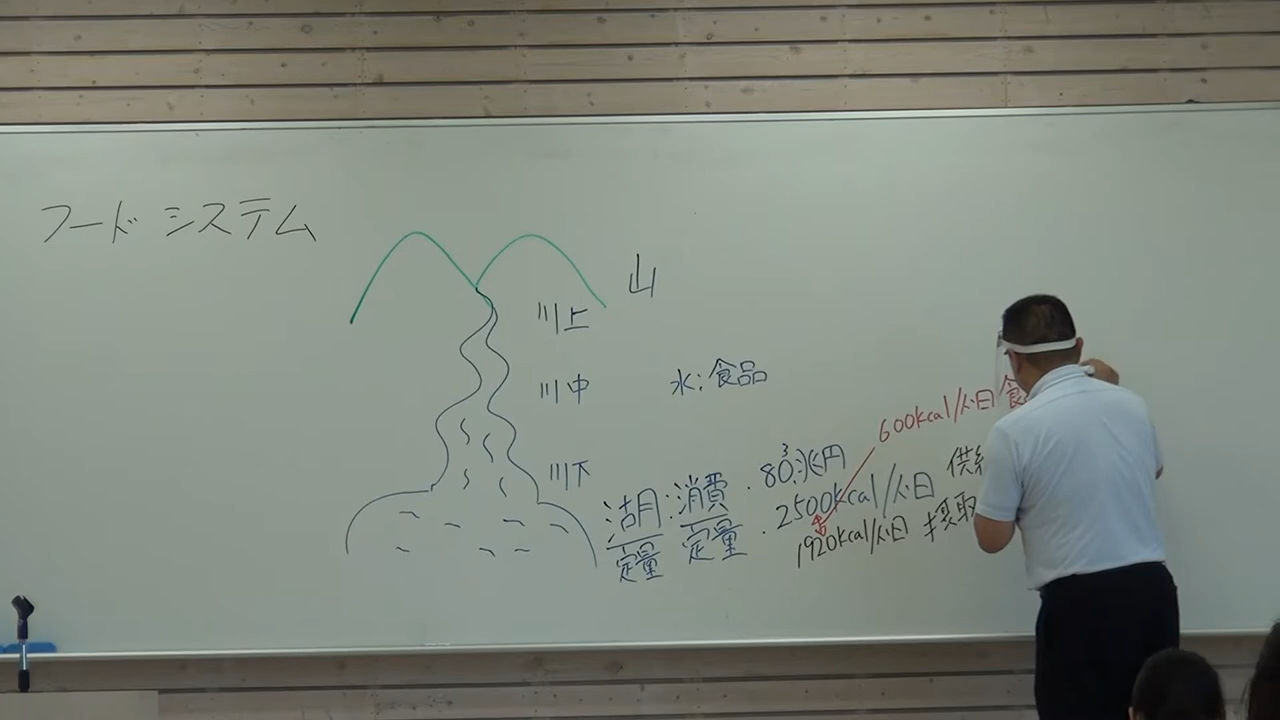 フードシステム
山
川上
川中
水:食品
川下
湖:消費
定量 定量
・80兆円
・2500kcal/人・日 供給
1920kcal/人・日 摂取
600kcal/人・日 食